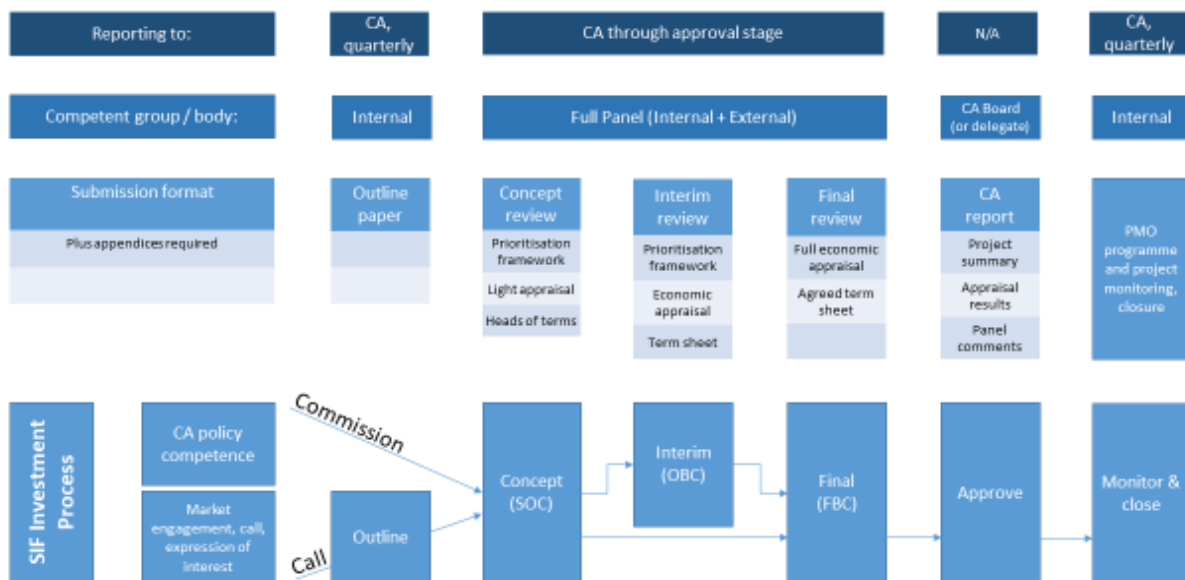 Reporting to:
CA,
quarterly
CA through approval stage
N/A
CA,
quarterly
Competent group / body:
Internal
Full Panel (Internal + External)
CA Board
(or delegate)
Internal
Submission format
Plus appendices required
Outline
paper
Concept
review
Prioritisation
framework
Light appraisal
Heads of terms
Interim
review
Prioritisation
framework
Economic
appraisal
Term sheet
Final
review
Full economic
appraisal
Agreed term
sheet
CA
report
Project
summary
Appraisal
results
Panel
comments
PMO
programme
and project
monitoring,
closure
SIF Investment
Process
CA policy
competence
Market
engagement, call,
expression of
interest
Commission
Call
Outline
Concept
(SOC)
Interim
(OBC)
Final
(FBC)
Approve
Monitor &
close